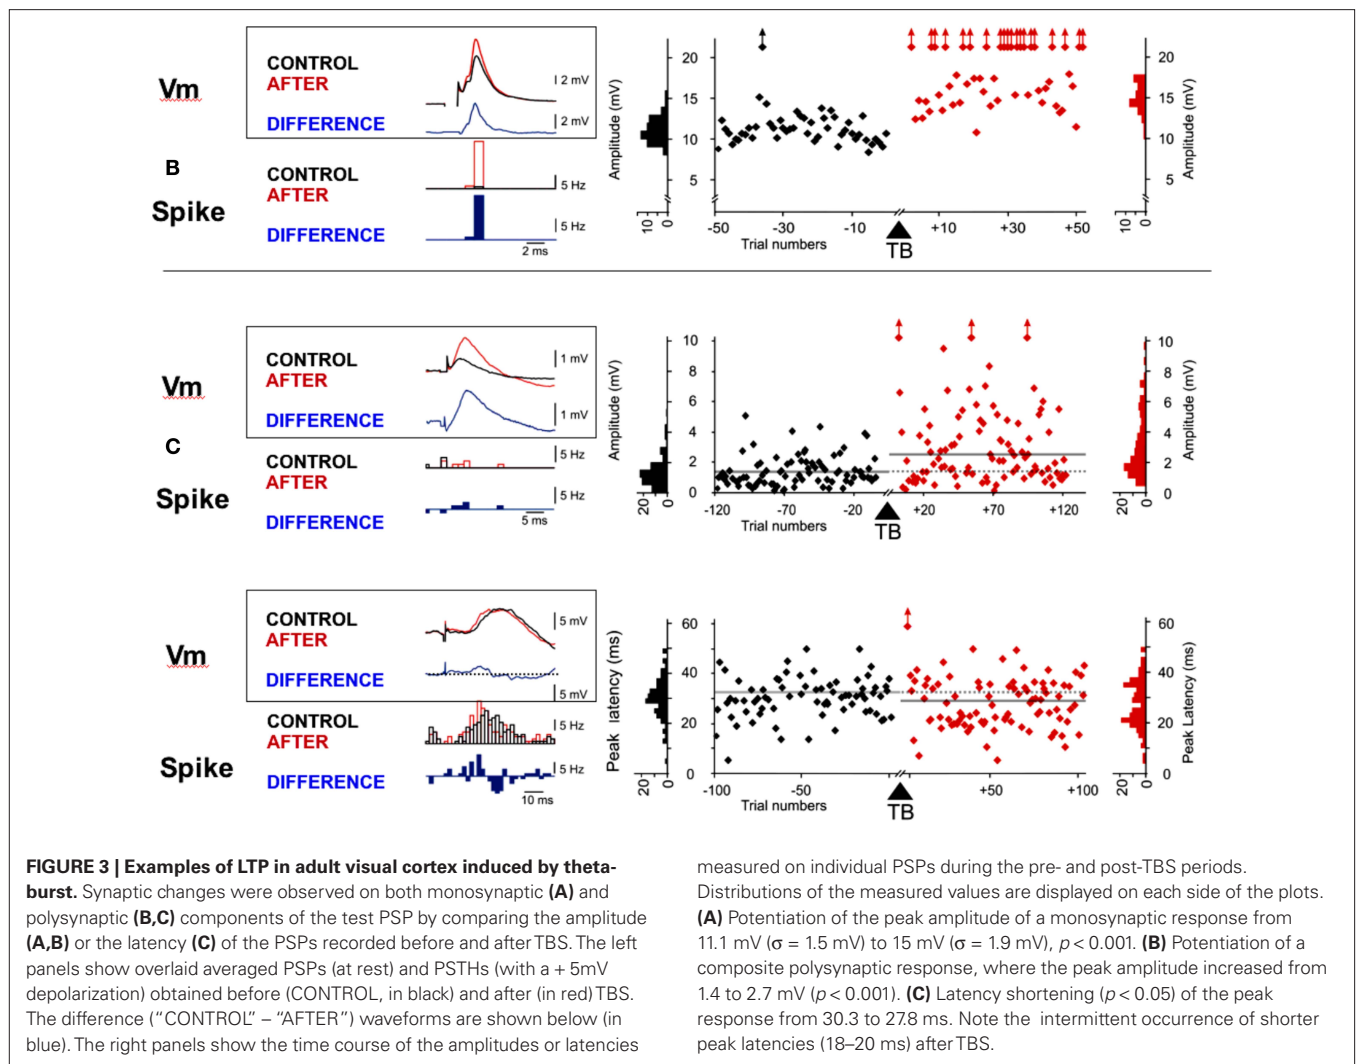 Vm
CONTROL
AFTER
DIFFERENCE
2 mV
2 mV
B
Spike
CONTROL
AFTER
DIFFERENCE
5 Hz
5 Hz
2 ms
Amplitude (mV)
20
15
10
5
10
0
-50
-30
-10
+10
+30
+50
Trial numbers
TB
20
15
10
5
10
0
Amplitude (mV)
Vm
CONTROL
AFTER
DIFFERENCE
1 mV
1 mV
C
Spike
CONTROL
AFTER
DIFFERENCE
5 Hz
5 Hz
5 ms
Amplitude (mV)
10
8
6
4
2
0
20
0
-120
-70
-20
+20
+70
+120
Trial numbers
TB
10
8
6
4
2
0
20
0
Amplitude (mV)
Vm
CONTROL
AFTER
DIFFERENCE
5 mV
5 mV
Spike
CONTROL
AFTER
DIFFERENCE
5 Hz
5 Hz
10 ms
Peak latency (ms)
60
40
20
0
20
0
-100
-50
+50
+100
Trial numbers
TB
60
40
20
0
20
0
Peak Latency (ms)
FIGURE 3 | Examples of LTP in adult visual cortex induced by theta-
burst. Synaptic changes were observed on both monosynaptic (A) and
polysynaptic (B,C) components of the test PSP by comparing the amplitude
(A,B) or the latency (C) of the PSPs recorded before and after TBS. The left
panels show overlaid averaged PSPs (at rest) and PSTHs (with a + 5mV
depolarization) obtained before (CONTROL, in black) and after (in red) TBS.
The difference (“CONTROL” – “AFTER”) waveforms are shown below (in
blue). The right panels show the time course of the amplitudes or latencies
measured on individual PSPs during the pre- and post-TBS periods.
Distributions of the measured values are displayed on each side of the plots.
(A) Potentiation of the peak amplitude of a monosynaptic response from
11.1 mV (σ = 1.5 mV) to 15 mV (σ = 1.9 mV), p < 0.001. (B) Potentiation of a
composite polysynaptic response, where the peak amplitude increased from
1.4 to 2.7 mV (p < 0.001). (C) Latency shortening (p < 0.05) of the peak
response from 30.3 to 27.8 ms. Note the intermittent occurrence of shorter
peak latencies (18–20 ms) after TBS.